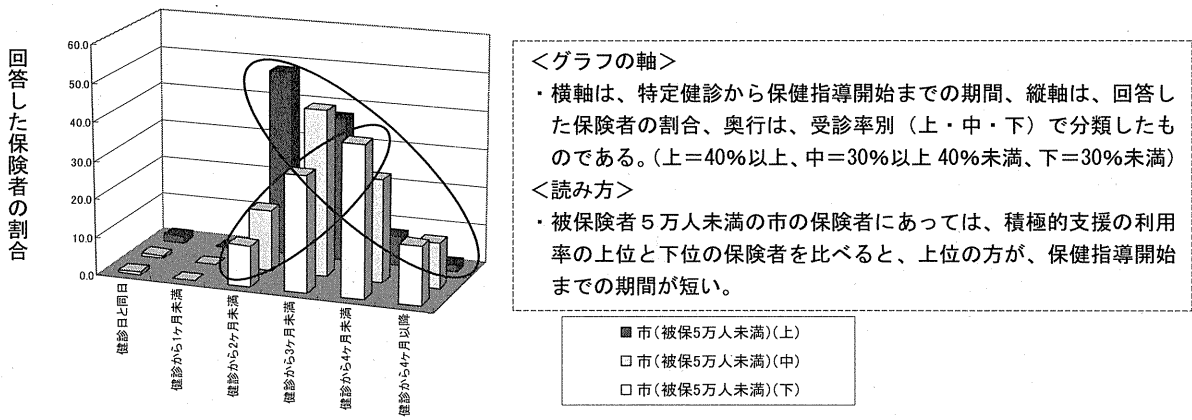 回答した保険者の割合
60.0
50.0
40.0
30.0
20.0
10.0
0.0
健診日と同日
健診から1ヶ月未満
健診から2ヶ月未満
健診から3ヶ月未満
健診から4ヶ月未満
健診から4ヶ月以降
＜グラフの軸＞
・横軸は、特定健診から保健指導開始までの期間、縦軸は、回答し
た保険者の割合、奥行は、受診率別（上・中・下）で分類したも
のである。（上＝40％以上、中＝30％以上 40％未満、下＝30％未満）
＜読み方＞
・被保険者５万人未満の市の保険者にあっては、積極的支援の利用
率の上位と下位の保険者を比べると、上位の方が、保健指導開始
までの期間が短い。
市（被保5万人未満）（上）
市（被保5万人未満）（中）
市（被保5万人未満）（下）